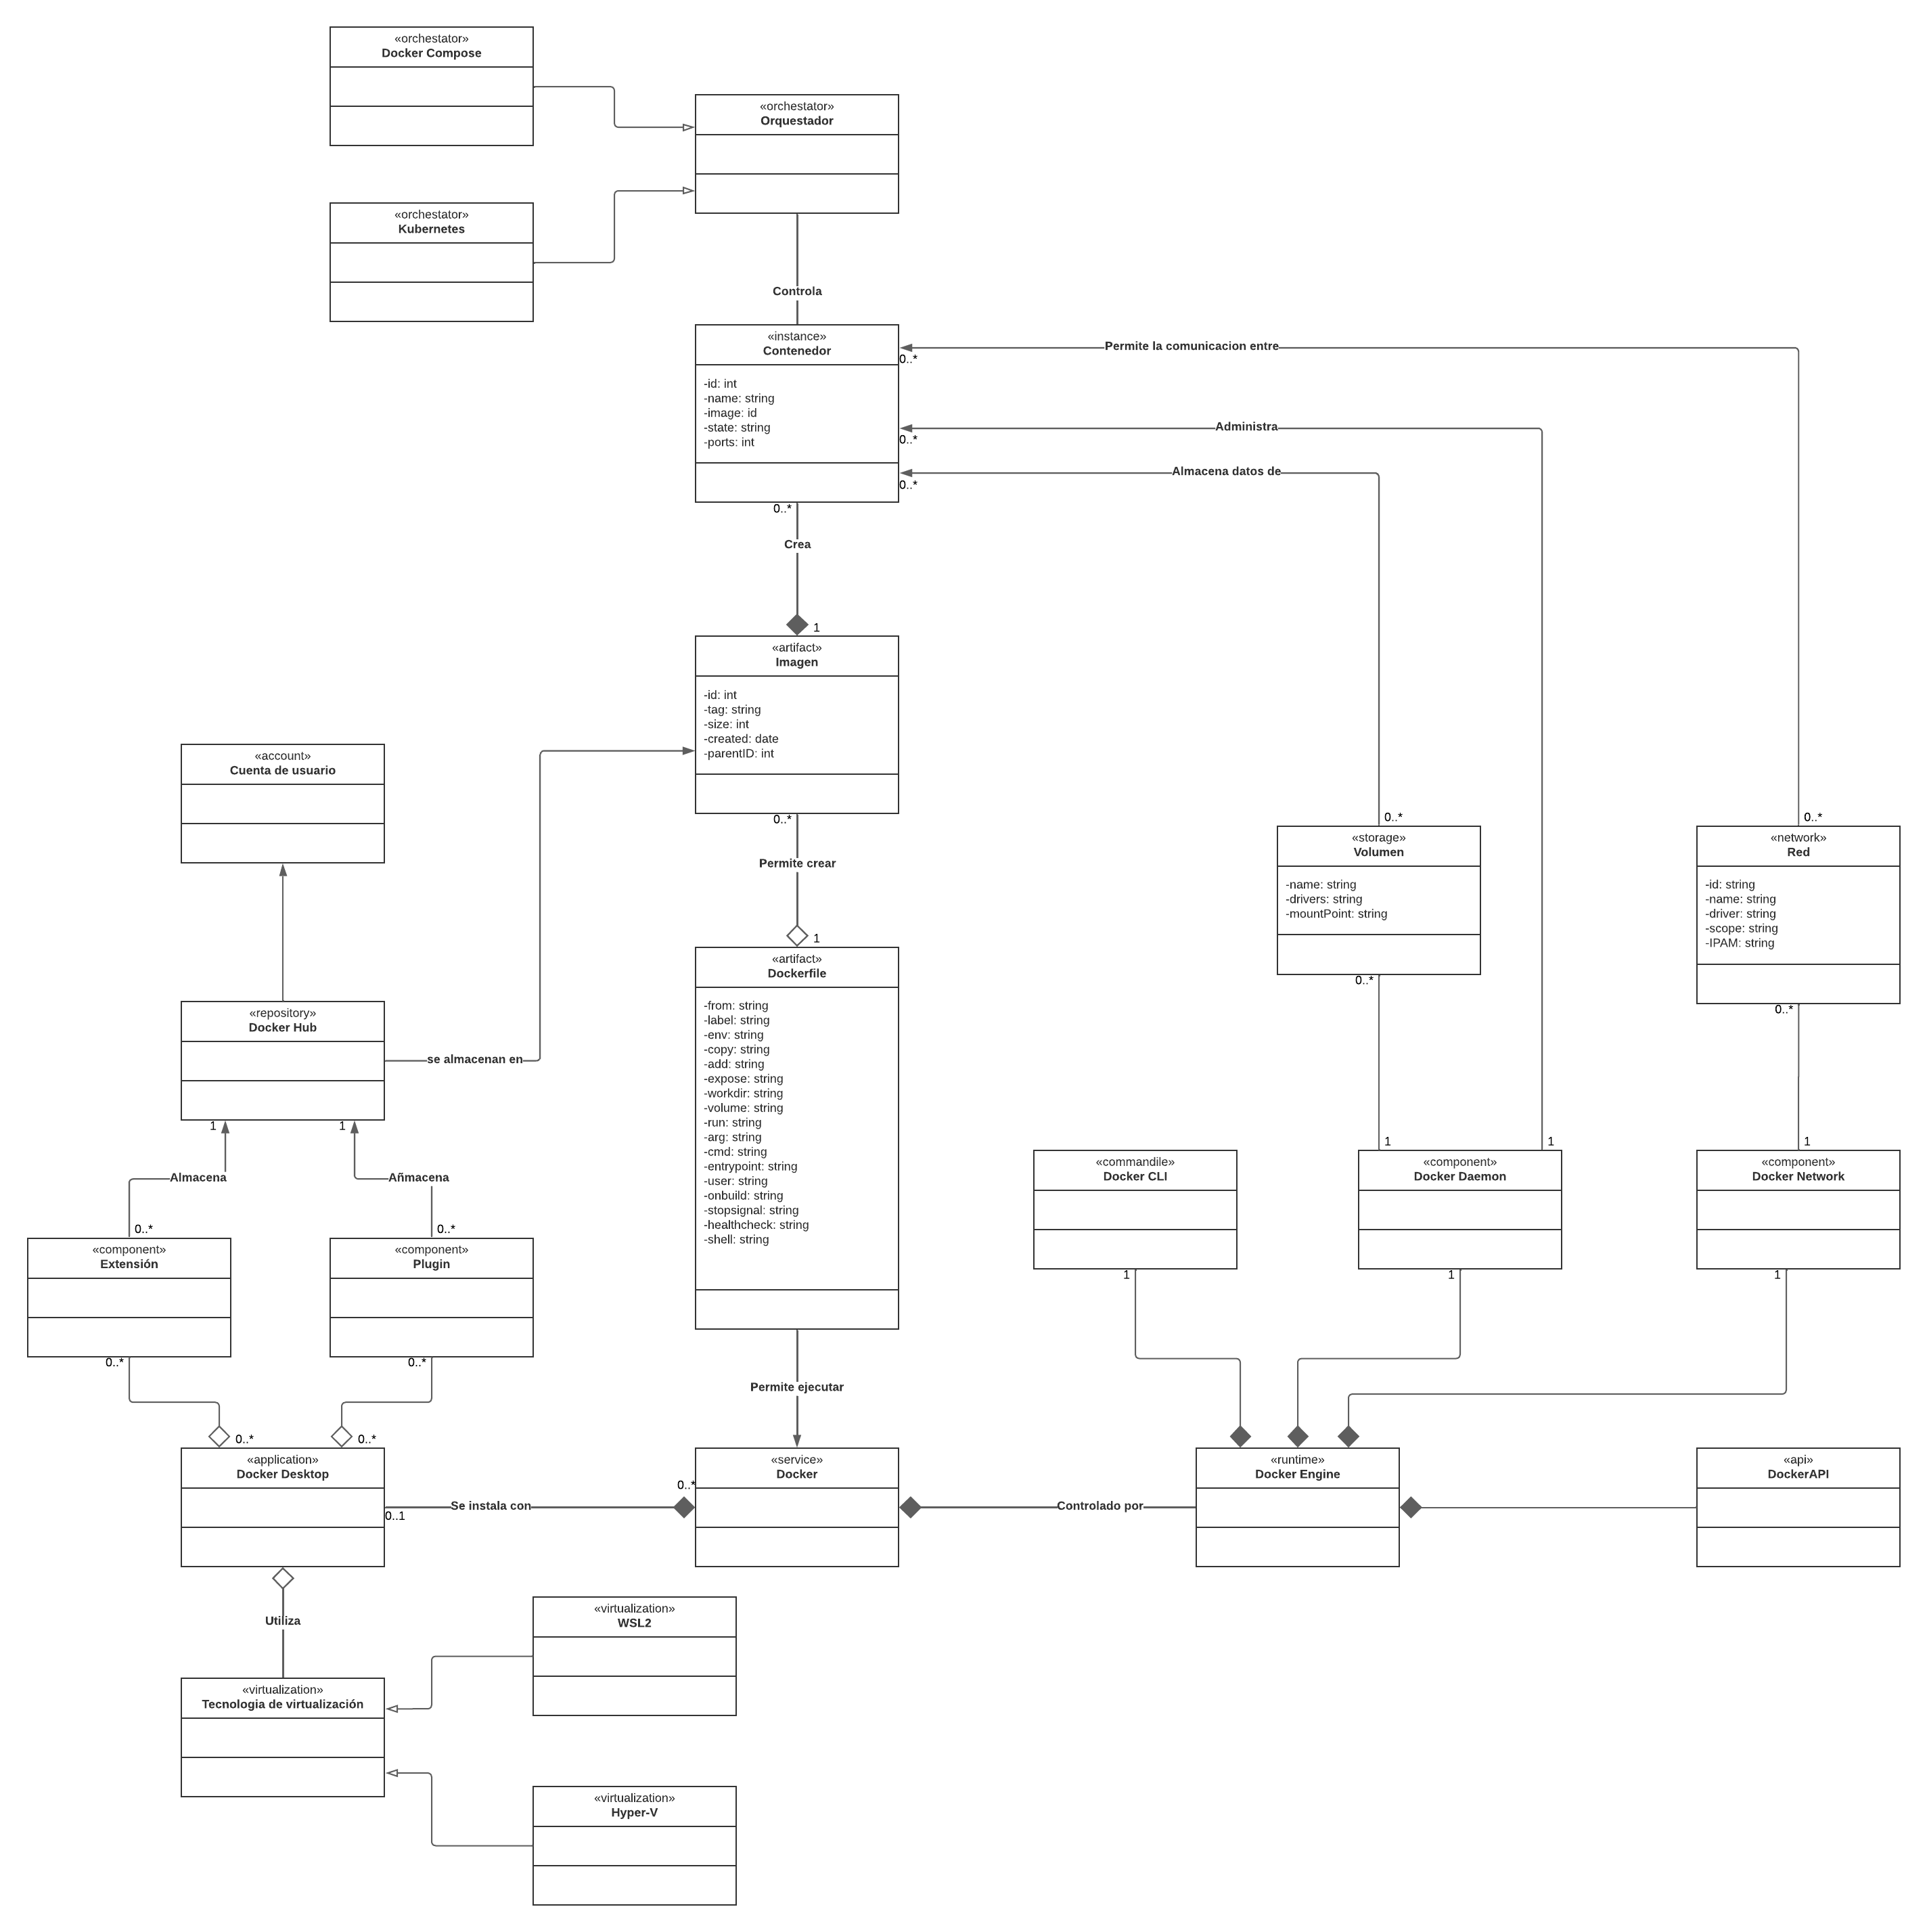 «orchestator»
Docker Compose
«orchestator»
Orquestador
«orchestator»
Kubernetes
Controla
«instance»
Contenedor
-id: int
-name: string
-image: id
-state: string
-ports: int
0..*
Permite la comunicacion entre
0..*
Administra
0..*
Almacena datos de
0..*
Crea
1
«artifact»
Imagen
-id: int
-tag: string
-size: int
-created: date
-parentID: int
0..*
Permite crear
1
«account»
Cuenta de usuario
«repository»
Docker Hub
se almacenan en
1
1
Almacena
Añmacena
0..*
0..*
«component»
Extensión
«component»
Plugin
0..*
0..*
0..*
0..*
«artifact»
Dockerfile
-from: string
-label: string
-env: string
-copy: string
-add: string
-expose: string
-workdir: string
-volume: string
-run: string
-arg: string
-cmd: string
-entrypoint: string
-user: string
-onbuild: string
-stopsignal: string
-healthcheck: string
-shell: string
Permite ejecutar
0..*
«storage»
Volumen
-name: string
-drivers: string
-mountPoint: string
0..*
0..*
«network»
Red
-id: string
-name: string
-driver: string
-scope: string
-IPAM: string
0..*
1
1
1
«commandile»
Docker CLI
«component»
Docker Daemon
«component»
Docker Network
1
1
1
«application»
Docker Desktop
0..1
Se instala con
0..*
«service»
Docker
Controlado por
«runtime»
Docker Engine
«api»
DockerAPI
Utiliza
«virtualization»
WSL2
«virtualization»
Tecnologia de virtualización
«virtualization»
Hyper-V